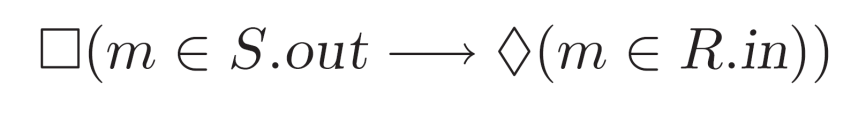 □(m ∈ S.out ⟶ ◇(m ∈ R.in))